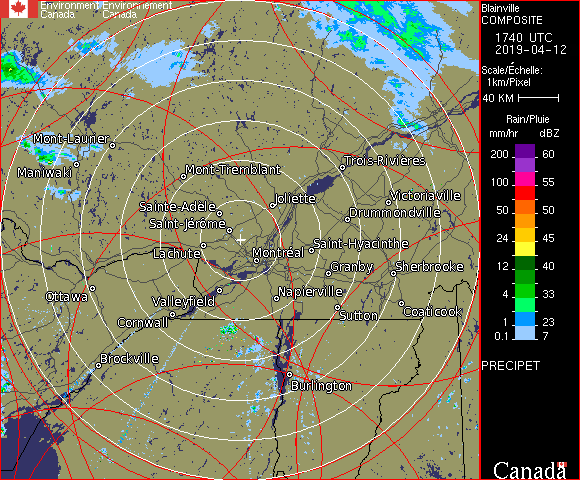 Environment Environnement
Canada Canada
Blainville
COMPOSITE
1740 UTC
2019-04-12
Scale/Échelle:
1km/Pixel
40 KM
Rain/Pluie
mm/hr dBZ
200 60
100 55
50 50
24 45
12 40
4 33
1 23
0.1 7
PRECIPET
Canada
Mont-Laurier
Maniwaki
Mont-Tremblant
Trois-Rivières
Joliette
Victoriaville
Sainte-Adèle
Drummondville
Saint-Jérôme
Lachute
Montréal
Saint-Hyacinthe
Granby
Sherbrooke
Ottawa
Valleyfield
Napierville
Cornwall
Sutton
Coaticook
Brockville
Burlington